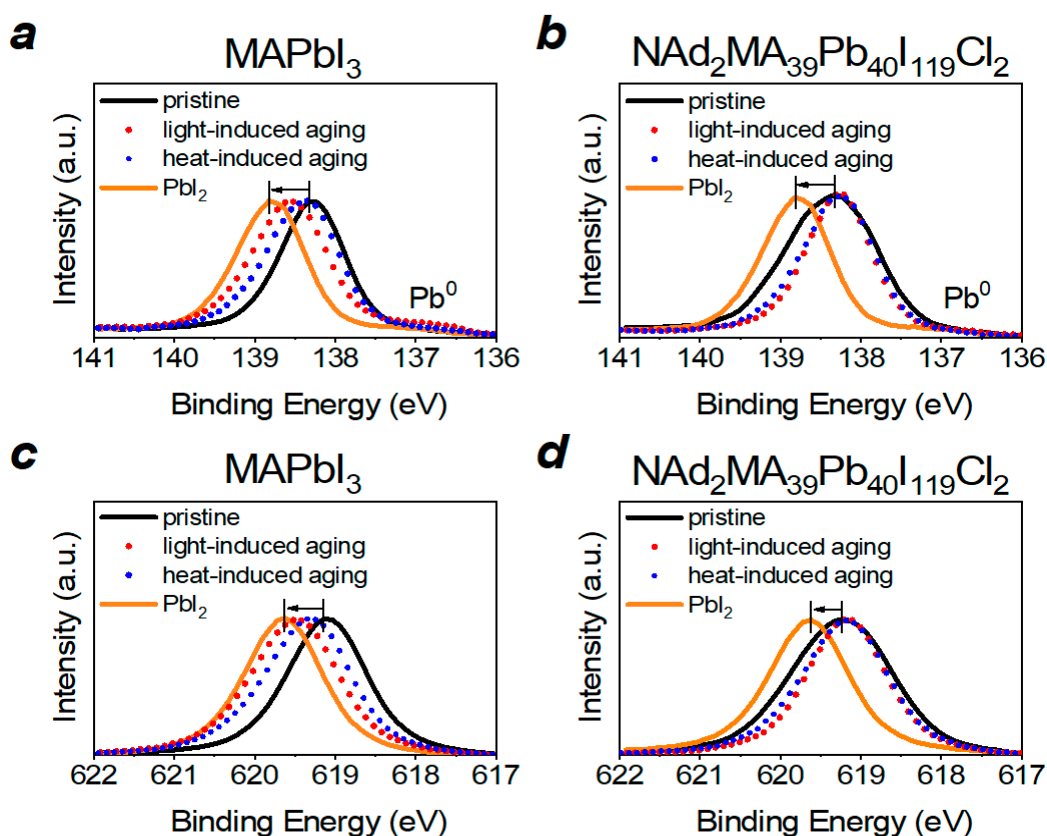 a
MAPbI₃
pristine
light-induced aging
heat-induced aging
PbI₂
Pb⁰
Intensity (a.u.)
141 140 139 138 137 136
Binding Energy (eV)
b
NAd₂MA₃₉Pb₄₀I₁₁₉Cl₂
pristine
light-induced aging
heat-induced aging
PbI₂
Pb⁰
Intensity (a.u.)
141 140 139 138 137 136
Binding Energy (eV)
c
MAPbI₃
pristine
light-induced aging
heat-induced aging
PbI₂
Intensity (a.u.)
622 621 620 619 618 617
Binding Energy (eV)
d
NAd₂MA₃₉Pb₄₀I₁₁₉Cl₂
pristine
light-induced aging
heat-induced aging
PbI₂
Intensity (a.u.)
622 621 620 619 618 617
Binding Energy (eV)